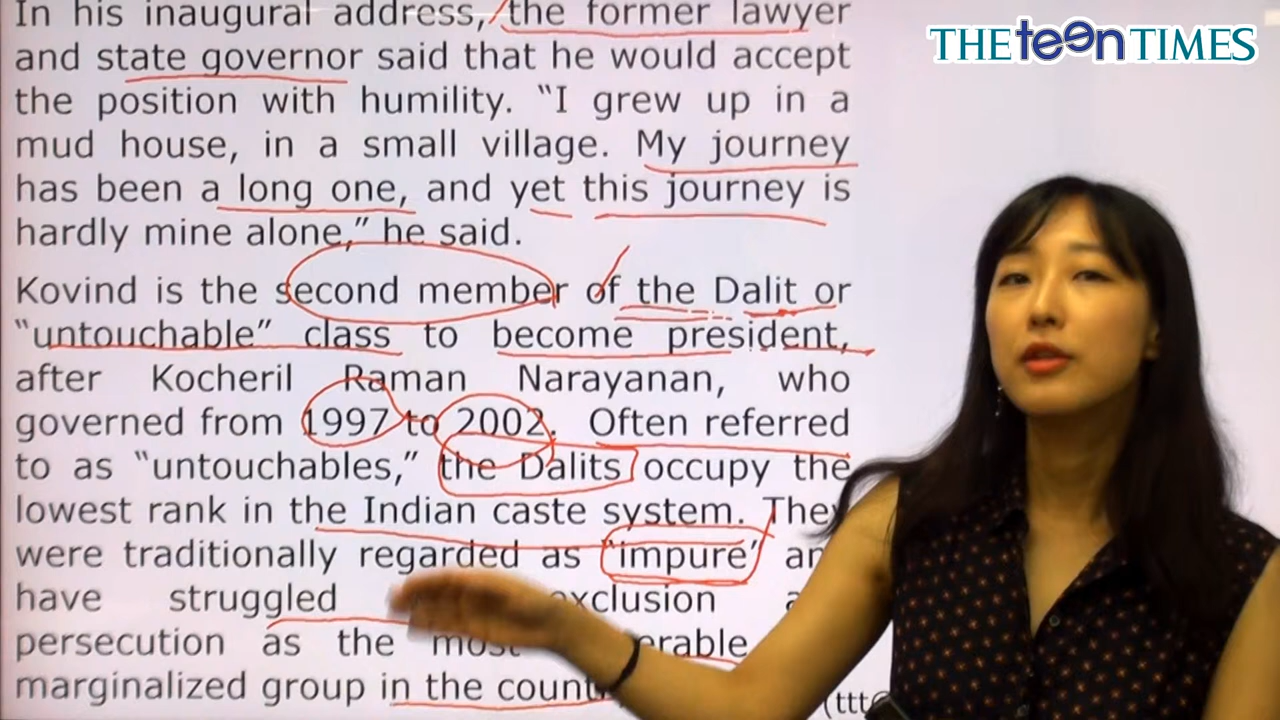 THE teen TIMES
In his inaugural address, the former lawyer
and state governor said that he would accept
the position with humility. “I grew up in a
mud house, in a small village. My journey
has been a long one, and yet this journey is
hardly mine alone,” he said.
Kovind is the second member of the Dalit or
“untouchable” class to become president,
after Kocheril Raman Narayanan, who
governed from 1997 to 2002. Often referred
to as “untouchables,” the Dalits occupy the
lowest rank in the Indian caste system. They
were traditionally regarded as ‘impure’
have struggled
persecution as the most
marginalized group in the
(ttt